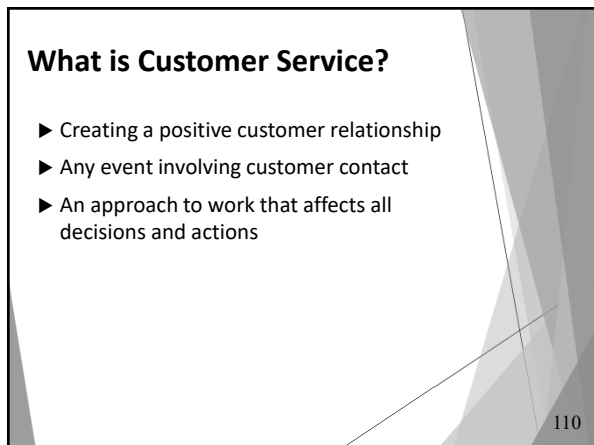 What is Customer Service?
▶ Creating a positive customer relationship
▶ Any event involving customer contact
▶ An approach to work that affects all
decisions and actions
110